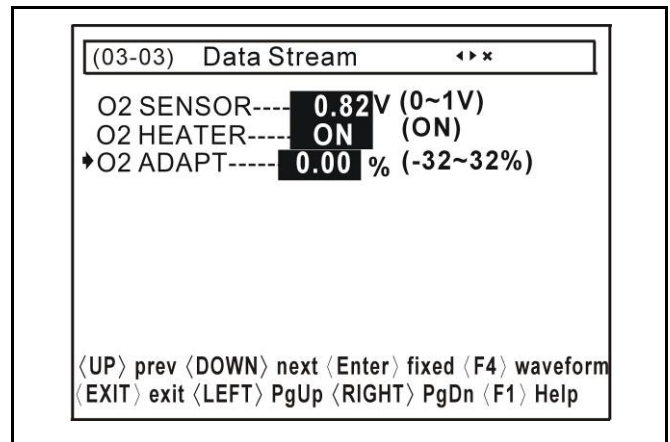 (03-03) Data Stream
O2 SENSOR---- 0.82 V (0~1V)
O2 HEATER----- ON (ON)
O2 ADAPT------ 0.00 % (-32~32%)
〈UP〉 prev 〈DOWN〉 next 〈Enter〉 fixed 〈F4〉 waveform
〈EXIT〉 exit 〈LEFT〉 PgUp 〈RIGHT〉 PgDn 〈F1〉 Help